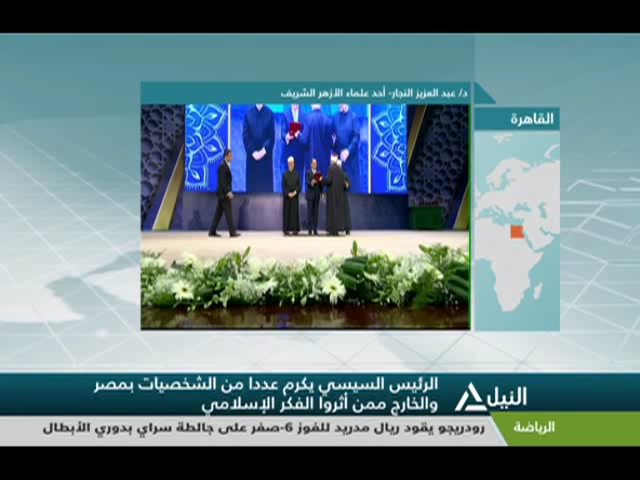 د/ عبد العزيز النجار- أحد علماء الأزهر الشريف
القاهرة
الرئيس السيسي يكرم عددا من الشخصيات بمصر
والخارج ممن أثروا الفكر الإسلامي
النيل
الرياضة
رودريجو يقود ريال مدريد للفوز 6-صفر على جالطة سراي بدوري الأبطال